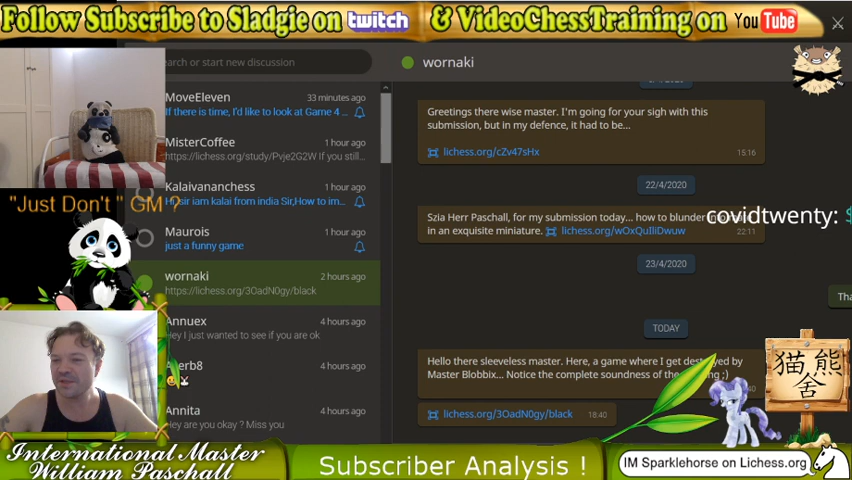 Follow Subscribe to Sladgie on twitch & VideoChessTraining on YouTube
earch or start new discussion
wornaki
MoveEleven 33 minutes ago
If there is time, I'd like to look at Game 4 ...
MisterCoffee 1 hour ago
https://lichess.org/study/Pvje2G2W If you still...
Kalaivananchess 1 hour ago
Hi sir iam kalai from india Sir,How to im...
Maurois 1 hour ago
just a funny game
wornaki 2 hours ago
https://lichess.org/3OadN0gy/black
Annuex 4 hours ago
Hey I just wanted to see if you are ok
erb8 4 hours ago
Annita 4 hours ago
Hey are you okay ? Miss you
Greetings there wise master. I'm going for your sigh with this
submission, but in my defence, it had to be...
lichess.org/cZv47sHx
15:16
22/4/2020
Szia Herr Paschall, for my submission today... how to blunder
in an exquisite miniature. lichess.org/wOxQuIliDwuw
22:11
covidtwenty:
23/4/2020
Tha
TODAY
Hello there sleeveless master. Here, a game where I get destroyed by
Master Blobbix... Notice the complete soundness of the ;)
lichess.org/3OadN0gy/black 18:40
"Just Don't " GM ?
猫熊
舍
International Master
William Paschall
Subscriber Analysis !
IM Sparklehorse on Lichess.org